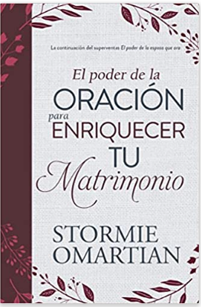 La continuación del superventas El poder de la esposa que ora
El poder de la
ORACIÓN
para
ENRIQUECER
TU
Matrimonio
STORMIE
OMARTIAN